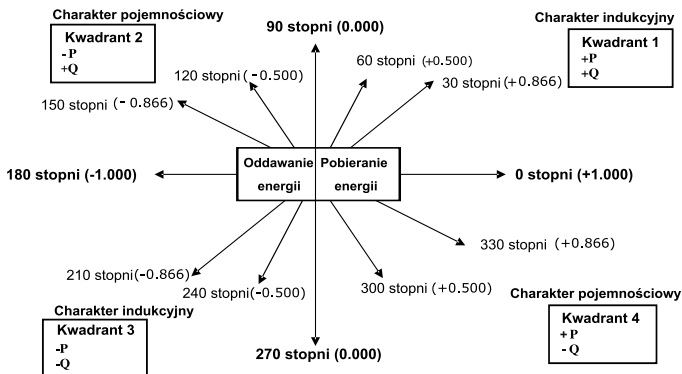 Charakter pojemnościowy
Kwadrant 2
-P
+Q
90 stopni (0.000)
Charakter indukcyjny
Kwadrant 1
+P
+Q
120 stopni (-0.500)
60 stopni (+0.500)
150 stopni (- 0.866)
30 stopni (+0.866)
180 stopni (-1.000)
Oddawanie energii
Pobieranie energii
0 stopni (+1.000)
210 stopni (-0.866)
240 stopni (-0.500)
300 stopni (+0.500)
330 stopni (+0.866)
Charakter indukcyjny
Kwadrant 3
-P
-Q
270 stopni (0.000)
Charakter pojemnościowy
Kwadrant 4
+P
-Q